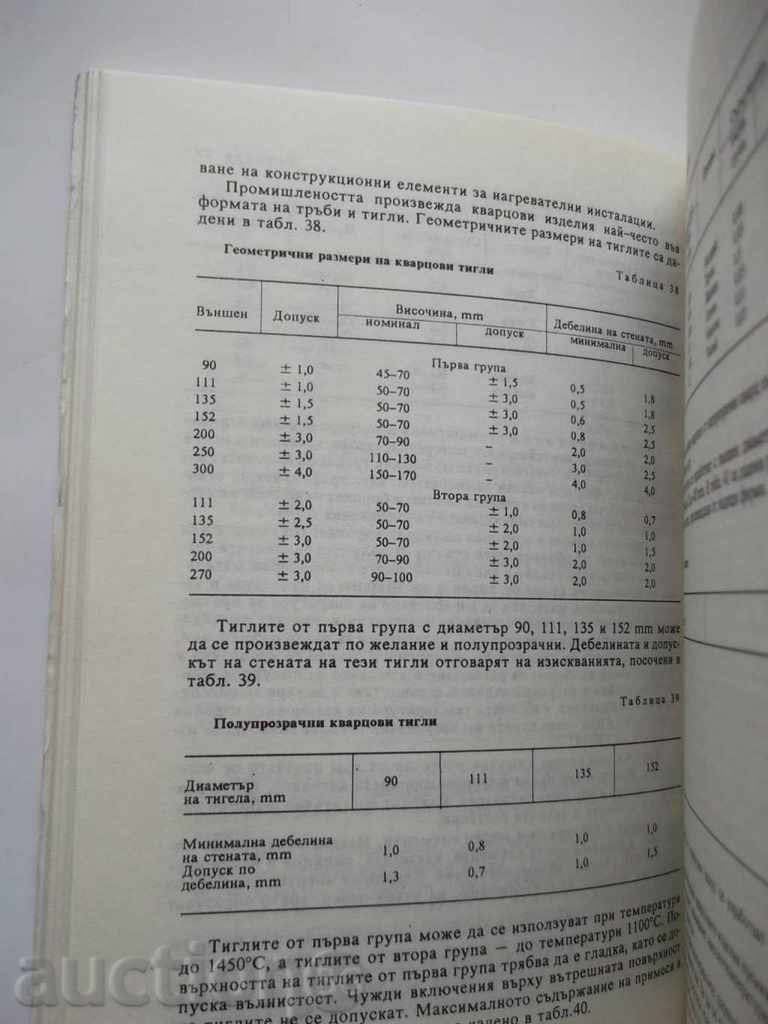 ване на конструкционни елементи за нагревателни инсталации.
Промишлеността произвежда кварцови изделия най-често във
формата на тръби и тигли. Геометричните размери на тиглите са да-
дени в табл. 38.
Таблица 38
Геометрични размери на кварцови тигли
Външен Допуск Височина, mm Дебелина на стената, mm
номинал допуск минимална допуск
Първа група
90 ± 1,0 45–70 ± 1,5 0,5 1,8
111 ± 1,0 50–70 ± 3,0 0,5 1,8
135 ± 1,5 50–70 ± 3,0 0,6 2,5
152 ± 1,5 50–70 ± 3,0 0,8 2,5
200 ± 3,0 70–90 – 2,0 2,0
250 ± 3,0 110–130 – 3,0 2,5
300 ± 4,0 150–170 – 4,0 4,0
Втора група
111 ± 2,0 50–70 ± 1,0 0,8 0,7
135 ± 2,5 50–70 ± 2,0 1,0 1,0
152 ± 3,0 50–70 ± 2,0 1,0 1,5
200 ± 3,0 70–90 ± 3,0 2,0 2,0
270 ± 3,0 90–100 ± 3,0 2,0 2,0
Тиглите от първа група с диаметър 90, 111, 135 и 152 mm може
да се произвеждат по желание и полупрозрачни. Дебелината и допус-
кът на стената на тези тигли отговарят на изискванията, посочени в
табл. 39.
Таблица 39
Полупрозрачни кварцови тигли
Диаметър
на тигела, mm 90 111 135 152
Минимална дебелина
на стената, mm 1,0 0,8 1,0 1,0
Допуск по
дебелина, mm 1,3 0,7 1,0 1,5
Тиглите от първа група може да се използуват при температури
до 1450°C, а тиглите от втора група — до температури 1100°C. По-
върхността на тиглите от първа група трябва да е гладка, като се до-
пуска вълнистост. Чужди включения върху вътрешната повърхност
на тиглите не се допускат. Максималното съдържание на примеси в
дадено в табл.40.